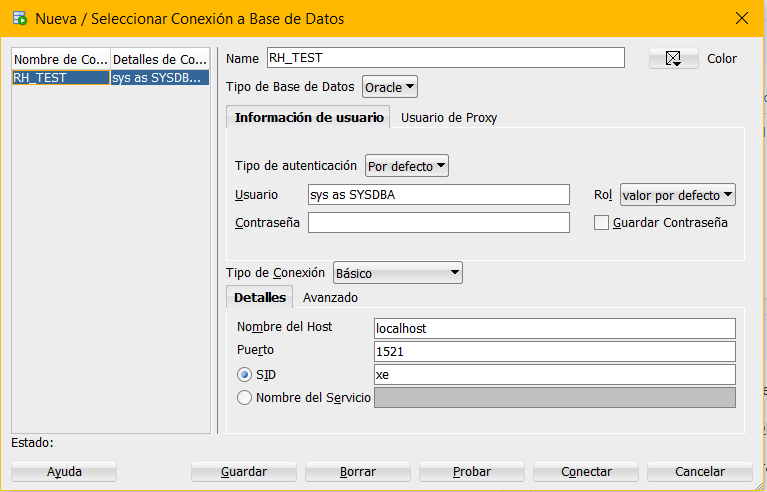 Nueva / Seleccionar Conexión a Base de Datos
Nombre de Co... Detalles de Co...
RH_TEST sys as SYSDB...
Name RH_TEST Color
Tipo de Base de Datos Oracle
Información de usuario Usuario de Proxy
Tipo de autenticación Por defecto
Usuario sys as SYSDBA Rol valor por defecto
Contraseña Guardar Contraseña
Tipo de Conexión Básico
Detalles Avanzado
Nombre del Host localhost
Puerto 1521
SID xe
Nombre del Servicio
Estado:
Ayuda Guardar Borrar Probar Conectar Cancelar